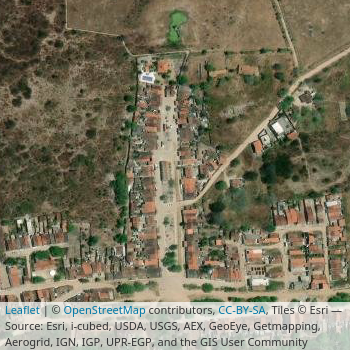 Leaflet | © OpenStreetMap contributors, CC-BY-SA, Tiles © Esri —
Source: Esri, i-cubed, USDA, USGS, AEX, GeoEye, Getmapping,
Aerogrid, IGN, IGP, UPR-EGP, and the GIS User Community